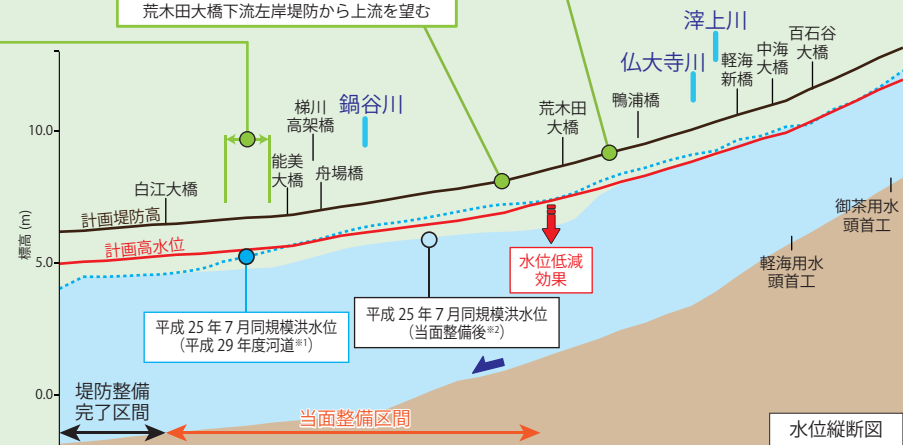 荒木田大橋下流左岸堤防から上流を望む
滓上川
百石谷
大橋
中海
大橋
軽海
新橋
仏大寺川
鴨浦橋
荒木田
大橋
梯川
高架橋
鍋谷川
能美
大橋
舟場橋
白江大橋
計画堤防高
計画高水位
標高 (m)
10.0
5.0
0.0
御茶用水
頭首工
軽海用水
頭首工
水位低減
効果
平成 25 年 7 月同規模洪水位
（当面整備後※2）
平成 25 年 7 月同規模洪水位
（平成 29 年度河道※1）
堤防整備
完了区間
当面整備区間
水位縦断図